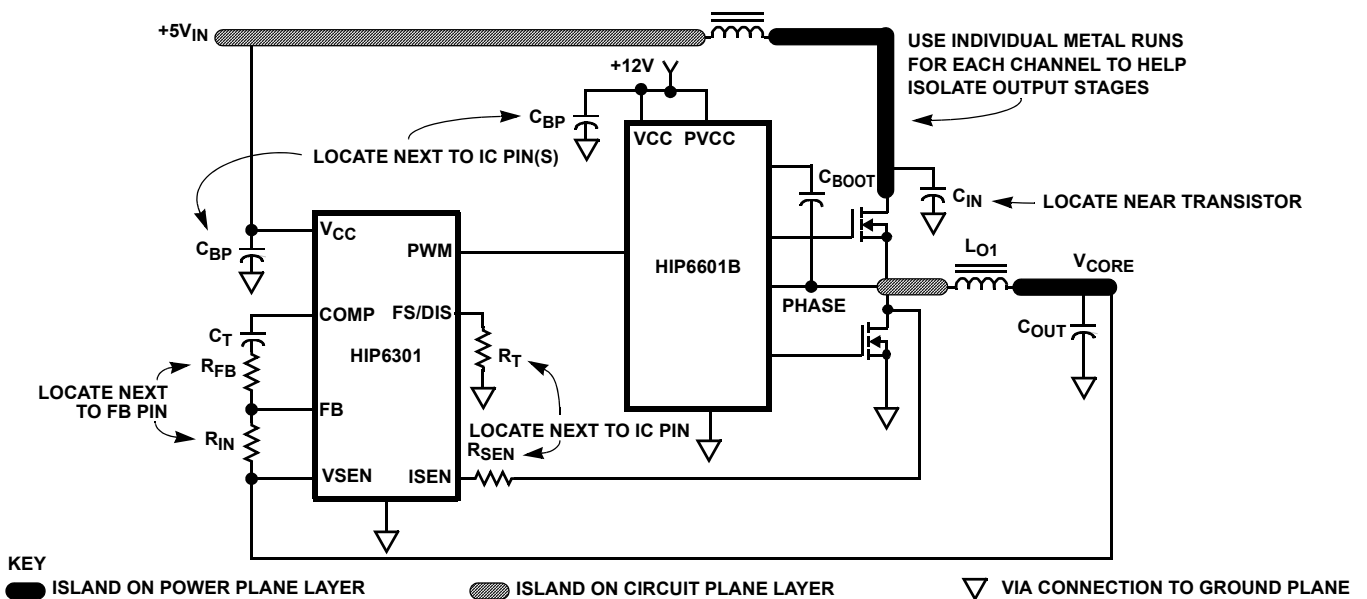 +5VIN
USE INDIVIDUAL METAL RUNS
FOR EACH CHANNEL TO HELP
ISOLATE OUTPUT STAGES
+12V
CBP
VCC PVCC
LOCATE NEXT TO IC PIN(S)
CBOOT
CIN
LOCATE NEAR TRANSISTOR
VCC
CBP
PWM
HIP6601B
LO1
VCORE
PHASE
COMP
FS/DIS
CT
HIP6301
RT
COUT
RFB
LOCATE NEXT
TO FB PIN
FB
RIN
LOCATE NEXT TO IC PIN
RSEN
VSEN
ISEN
KEY
ISLAND ON POWER PLANE LAYER
ISLAND ON CIRCUIT PLANE LAYER
VIA CONNECTION TO GROUND PLANE